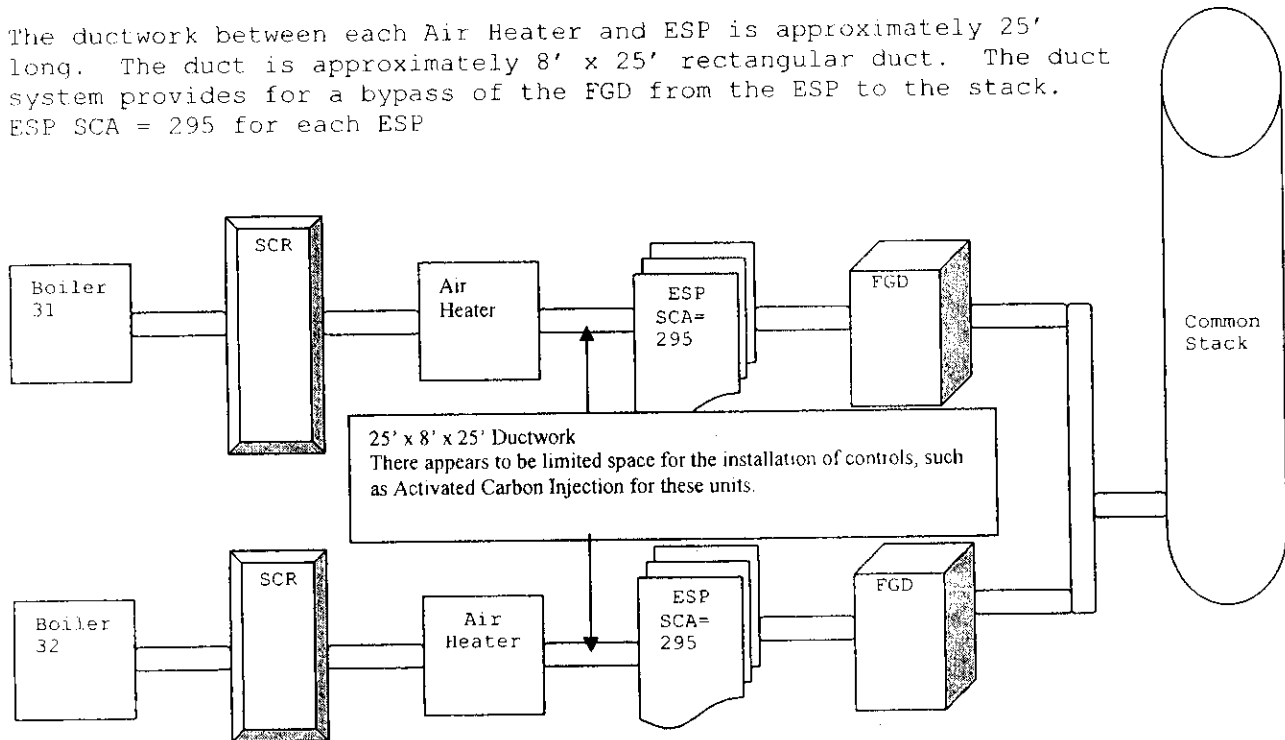 The ductwork between each Air Heater and ESP is approximately 25'
long. The duct is approximately 8' x 25' rectangular duct. The duct
system provides for a bypass of the FGD from the ESP to the stack.
ESP SCA = 295 for each ESP
Boiler
31
SCR
Air
Heater
ESP
SCA=
295
FGD
Common
Stack
25' x 8' x 25' Ductwork
There appears to be limited space for the installation of controls, such
as Activated Carbon Injection for these units.
Boiler
32
SCR
Air
Heater
ESP
SCA=
295
FGD